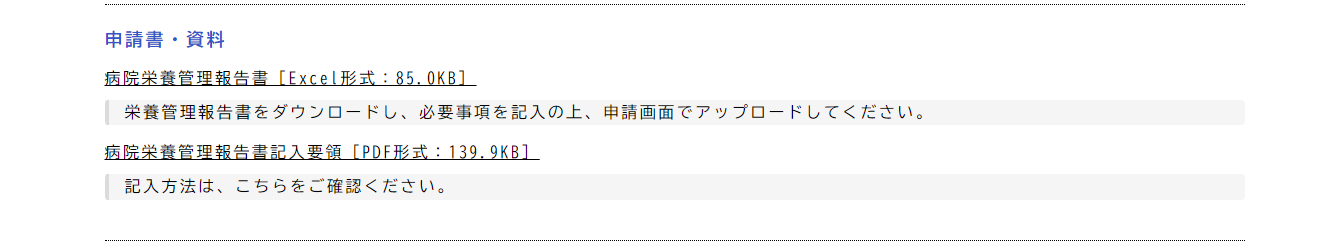 申請書・資料
病院栄養管理報告書［Excel形式：85.0KB］
栄養管理報告書をダウンロードし、必要事項を記入の上、申請画面でアップロードしてください。
病院栄養管理報告書記入要領［PDF形式：139.9KB］
記入方法は、こちらをご確認ください。